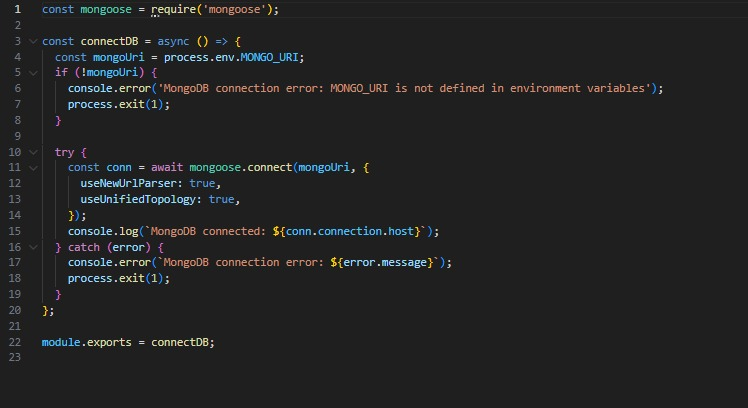 1 const mongoose = require('mongoose');
2
3 const connectDB = async () => {
4 const mongoUri = process.env.MONGO_URI;
5 if (!mongoUri) {
6 console.error('MongoDB connection error: MONGO_URI is not defined in environment variables');
7 process.exit(1);
8 }
9
10 try {
11 const conn = await mongoose.connect(mongoUri, {
12 useNewUrlParser: true,
13 useUnifiedTopology: true,
14 });
15 console.log(`MongoDB connected: ${conn.connection.host}`);
16 } catch (error) {
17 console.error(`MongoDB connection error: ${error.message}`);
18 process.exit(1);
19 }
20 };
21
22 module.exports = connectDB;
23